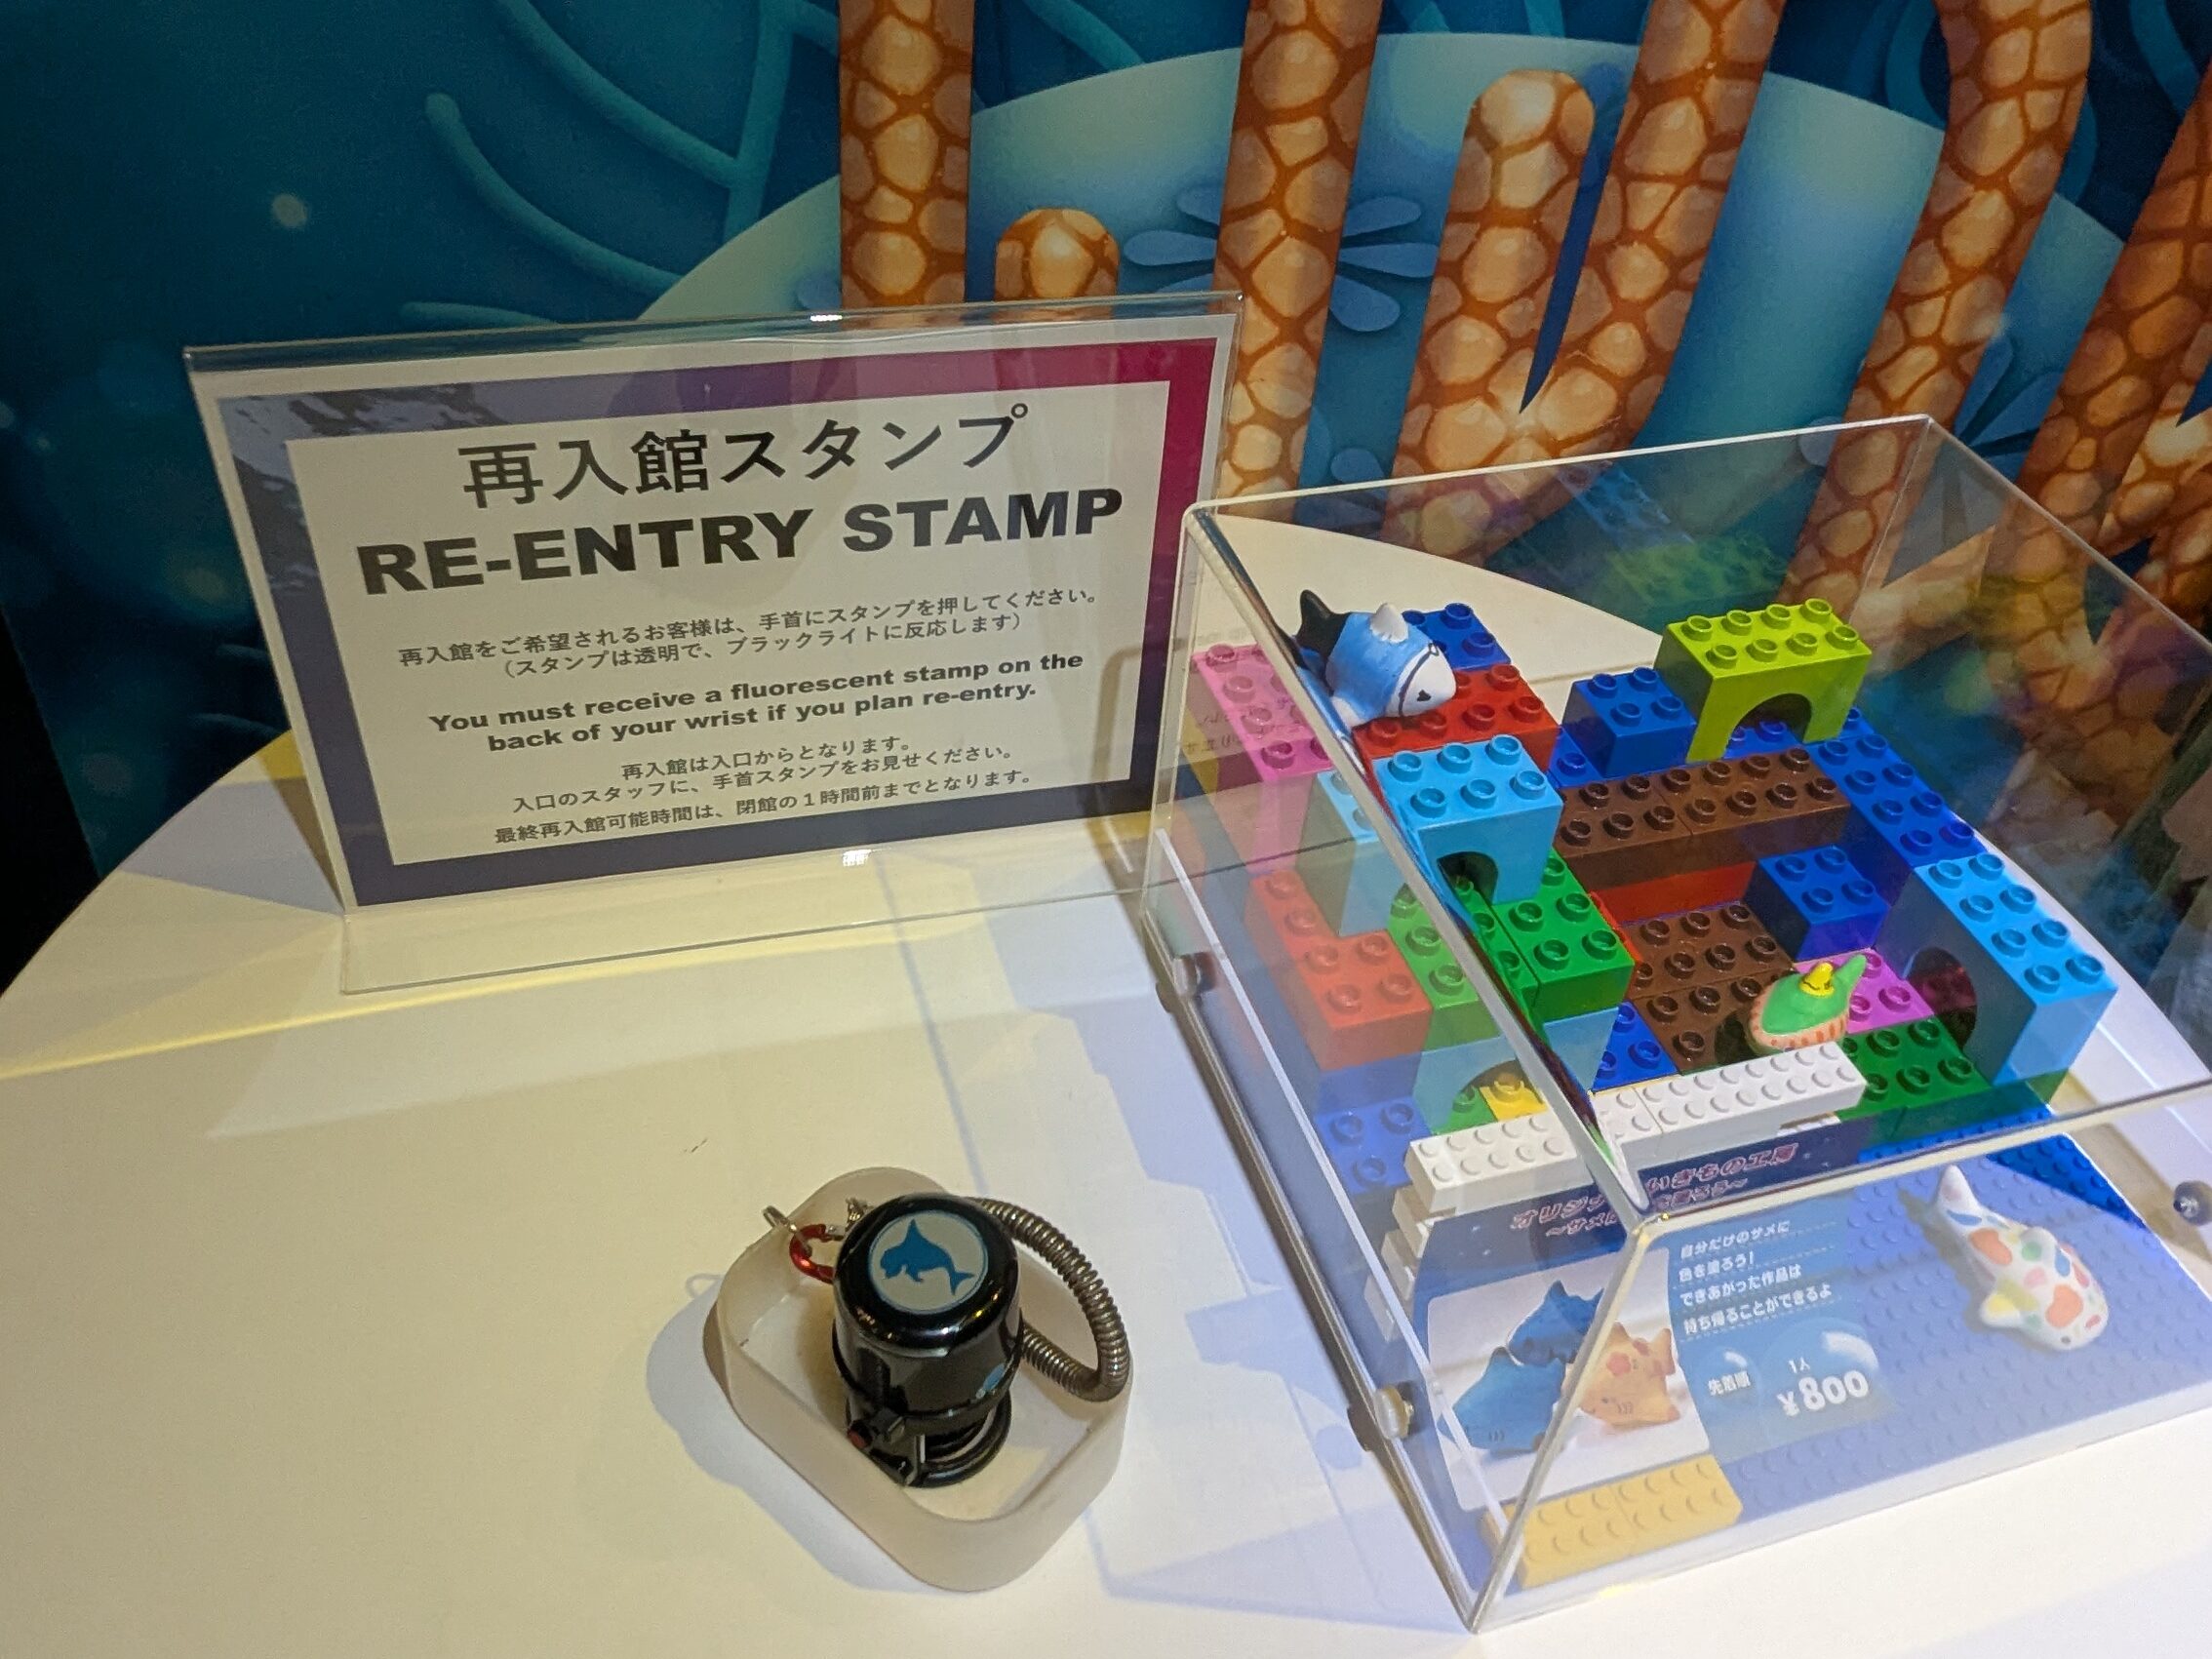 再入館スタンプ
RE-ENTRY STAMP
再入館をご希望されるお客様は、手首にスタンプを押してください。
（スタンプは透明で、ブラックライトに反応します）
You must receive a fluorescent stamp on the
back of your wrist if you plan re-entry.
再入館は入口からとなります。
入口のスタッフに、手首スタンプをお見せください。
最終再入館可能時間は、閉館の１時間前までとなります。
いきもの工房
自分だけのサメに
色を塗ろう！
できあがった作品は
持ち帰ることができるよ
先着順
1人
¥800